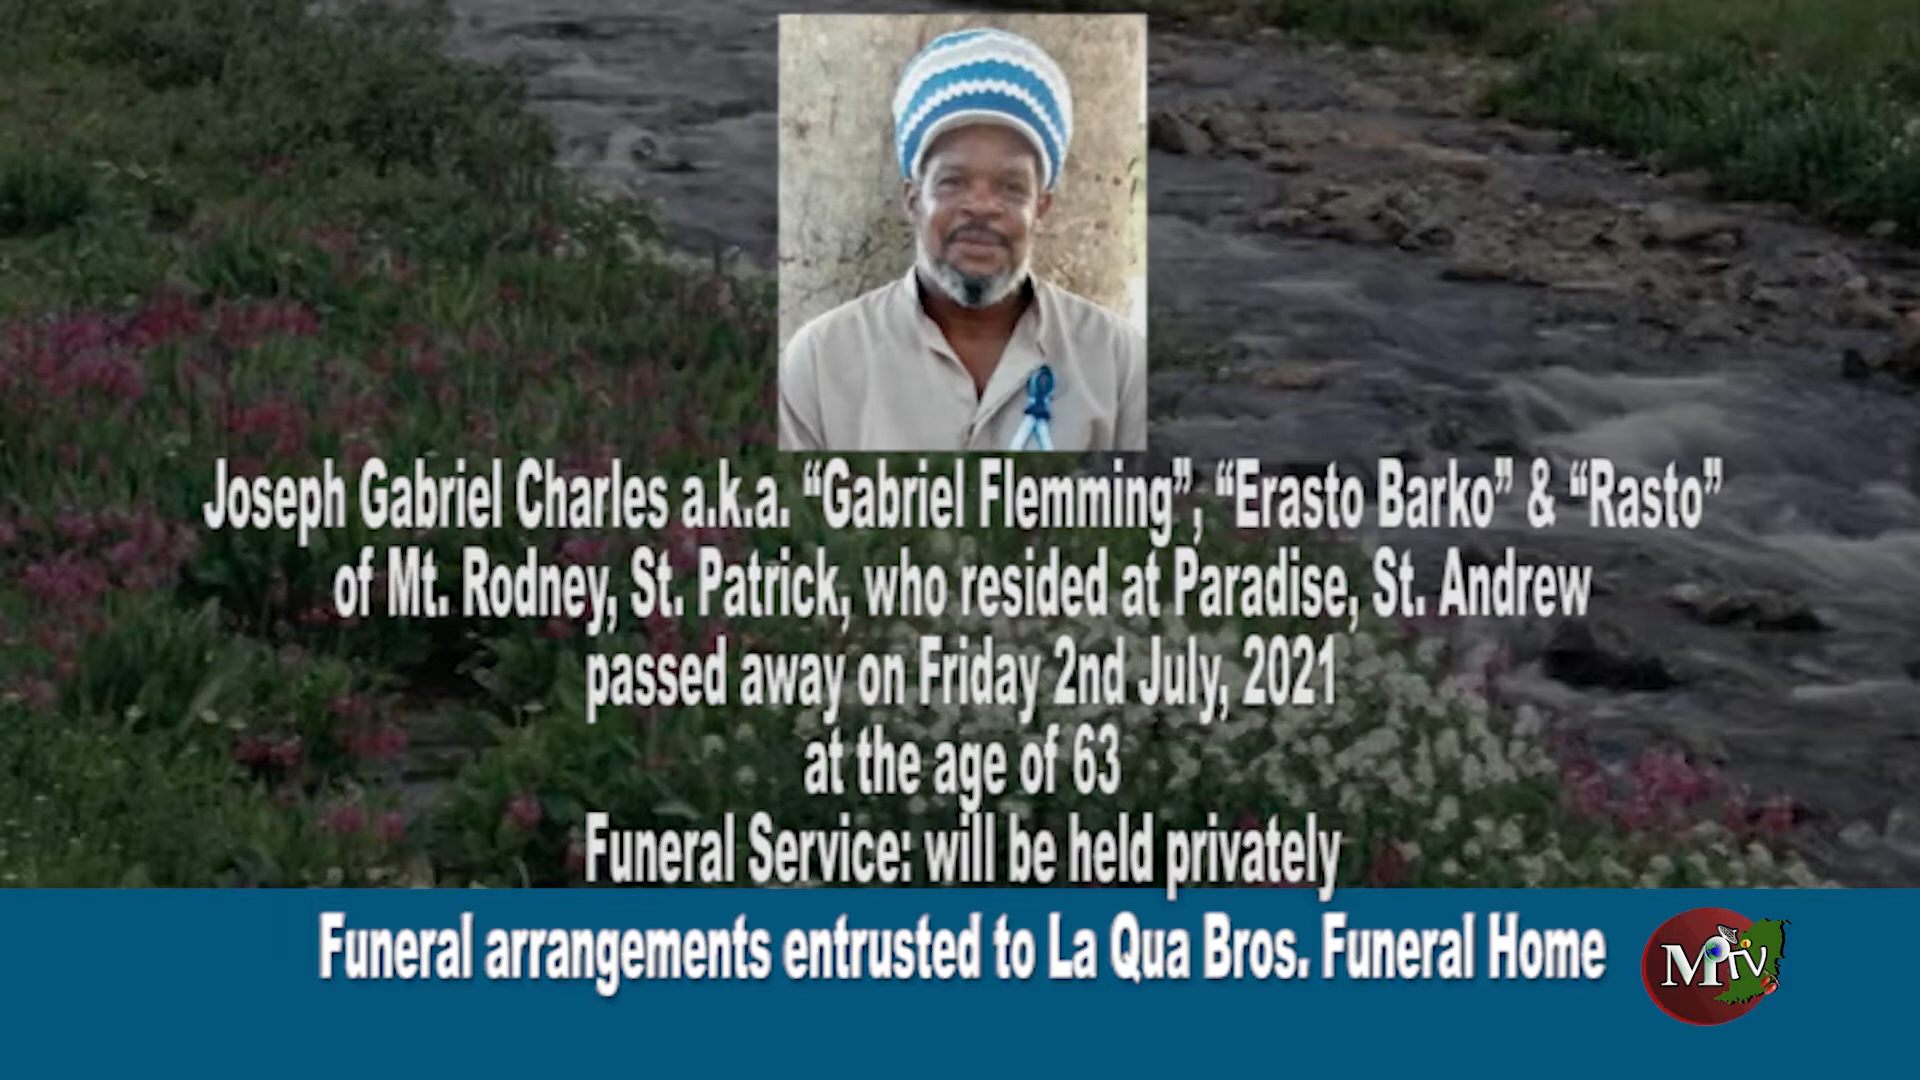 Joseph Gabriel Charles a.k.a. “Gabriel Flemming”, “Erasto Barko” & “Rasto”
of Mt. Rodney, St. Patrick, who resided at Paradise, St. Andrew
passed away on Friday 2nd July, 2021
at the age of 63
Funeral Service: will be held privately
Funeral arrangements entrusted to La Qua Bros. Funeral Home
MTV